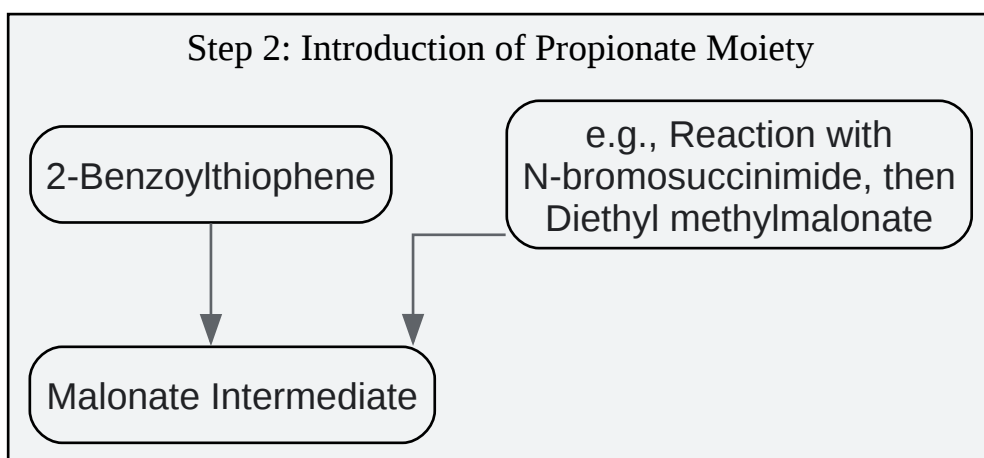 Step 2: Introduction of Propionate Moiety
2-Benzoylthiophene
e.g., Reaction with
N-bromosuccinimide, then
Diethyl methylmalonate
Malonate Intermediate